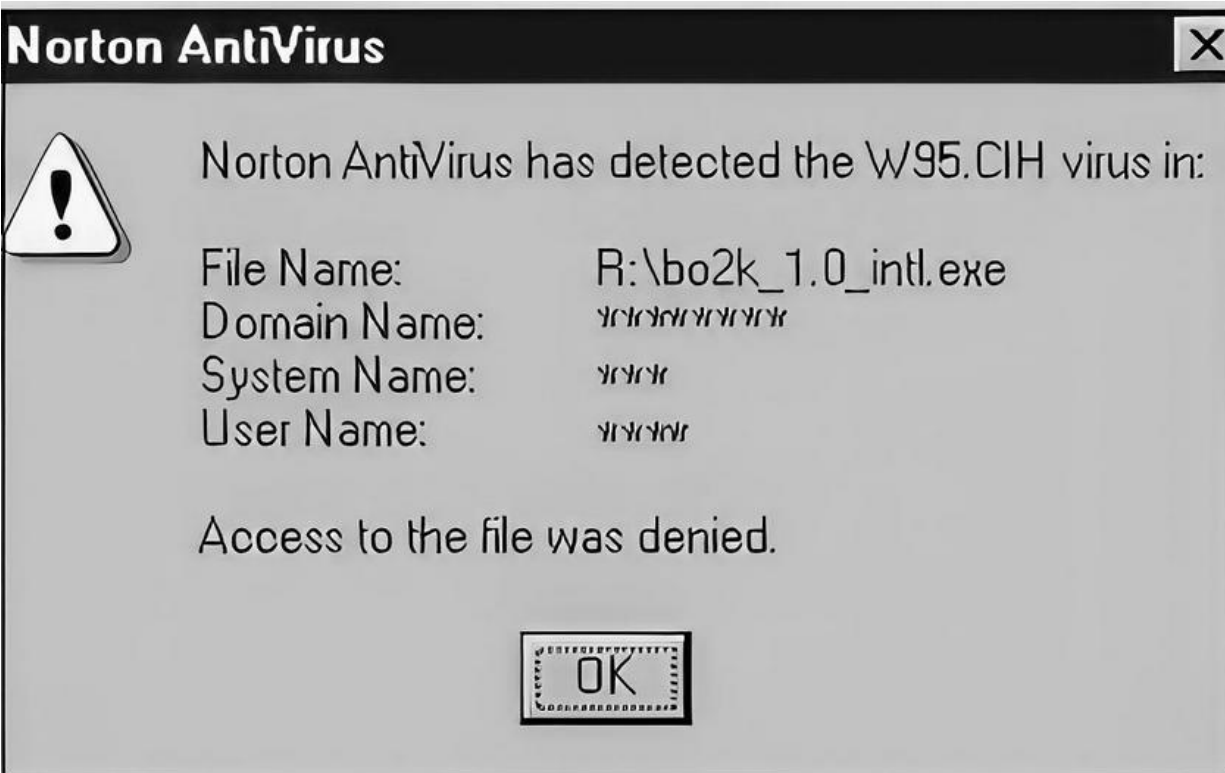 Norton AntiVirus
Norton AntiVirus has detected the W95.CIH virus in:
File Name: R:\bo2k_1.0_intl.exe
Domain Name: ********
System Name: ***
User Name: ****
Access to the file was denied.
OK